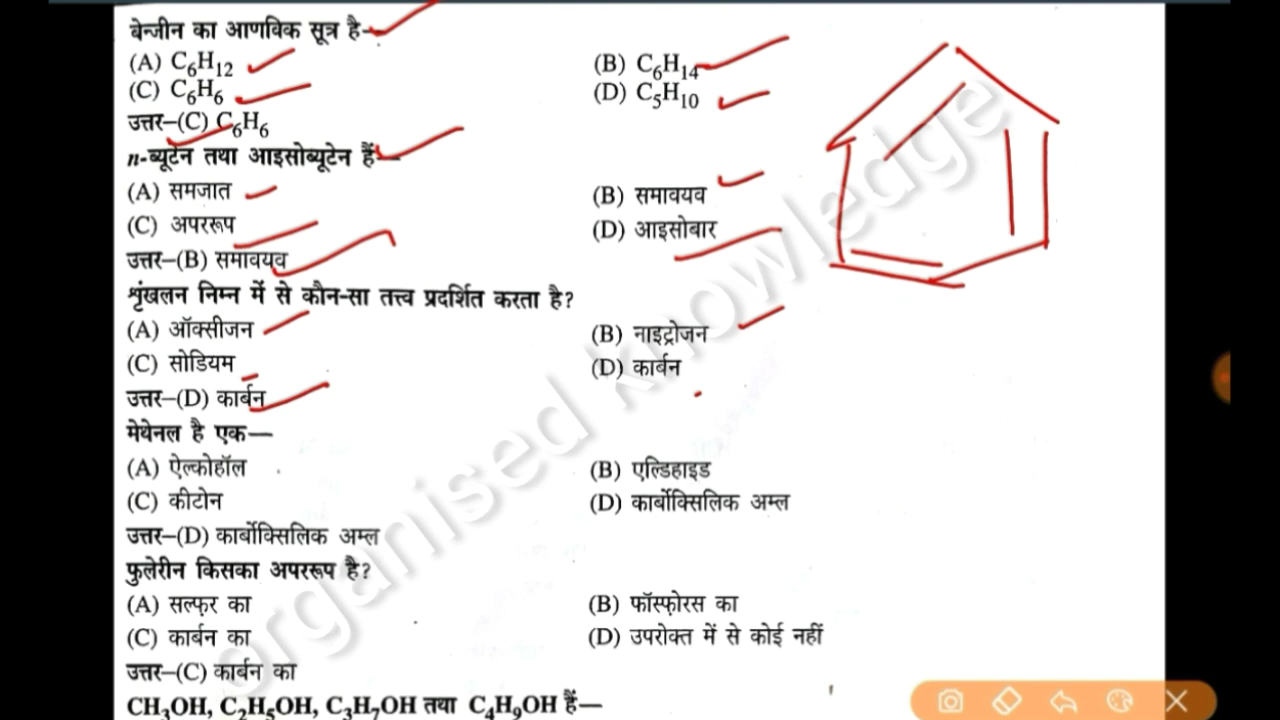 बेन्जीन का आणविक सूत्र है—
(A) C₆H₁₂ (B) C₆H₁₄
(C) C₆H₆ (D) C₅H₁₀
उत्तर–(C) C₆H₆
n-ब्यूटेन तथा आइसोब्यूटेन हैं—
(A) समजात (B) समावयव
(C) अपररूप (D) आइसोबार
उत्तर–(B) समावयव
शृंखलन निम्न में से कौन-सा तत्त्व प्रदर्शित करता है?
(A) ऑक्सीजन (B) नाइट्रोजन
(C) सोडियम (D) कार्बन
उत्तर–(D) कार्बन
मेथेनल है एक—
(A) ऐल्कोहॉल (B) एल्डिहाइड
(C) कीटोन (D) कार्बोक्सिलिक अम्ल
उत्तर–(D) कार्बोक्सिलिक अम्ल
फुलेरीन किसका अपररूप है?
(A) सल्फ़र का (B) फॉस्फ़ोरस का
(C) कार्बन का (D) उपरोक्त में से कोई नहीं
उत्तर–(C) कार्बन का
CH₃OH, C₂H₅OH, C₃H₇OH तथा C₄H₉OH हैं—
organised knowledge